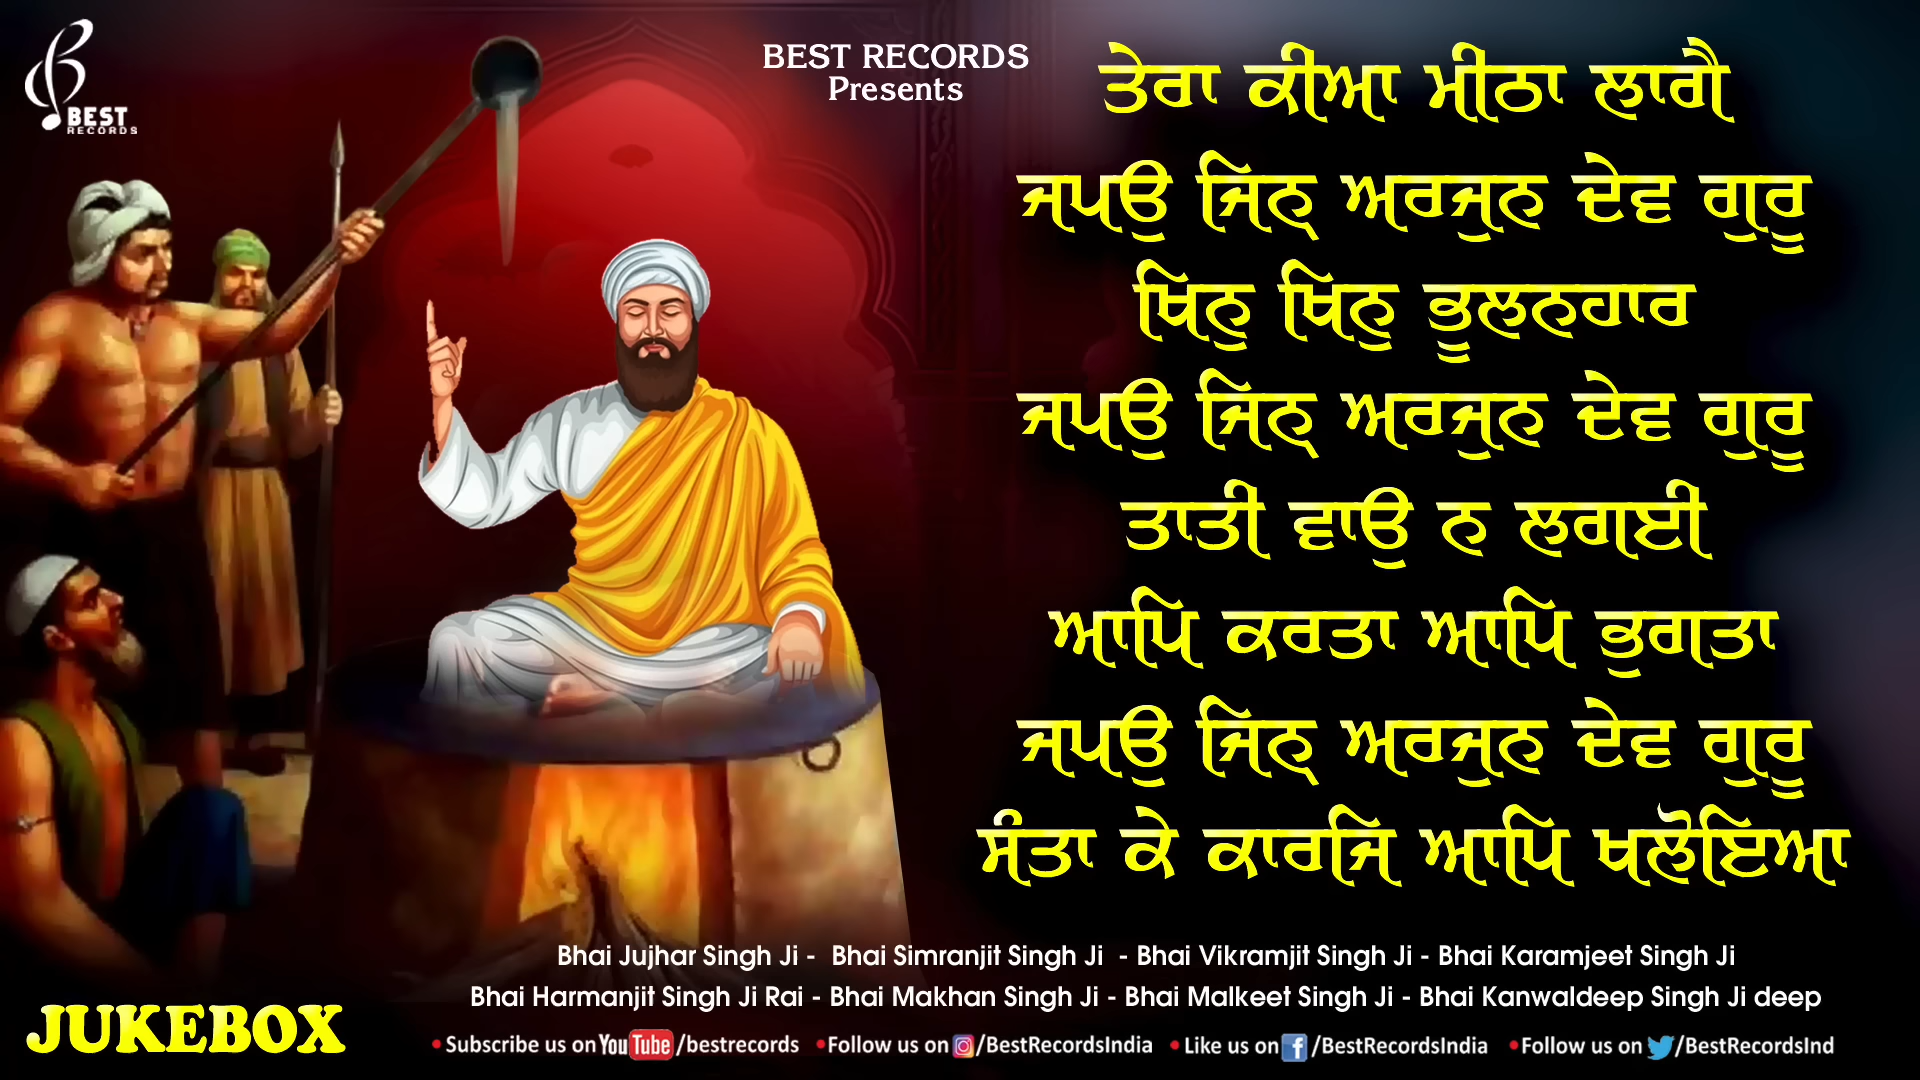 BEST
RECORDS
BEST RECORDS
Presents
ਤੇਰਾ ਕੀਆ ਮੀਠਾ ਲਾਗੈ
ਜਪਉ ਜਿਨੑ ਅਰਜੁਨ ਦੇਵ ਗੁਰੂ
ਖਿਨੁ ਖਿਨੁ ਭੂਲਨਹਾਰ
ਜਪਉ ਜਿਨੑ ਅਰਜੁਨ ਦੇਵ ਗੁਰੂ
ਤਾਤੀ ਵਾਉ ਨ ਲਗਈ
ਆਪਿ ਕਰਤਾ ਆਪਿ ਭੁਗਤਾ
ਜਪਉ ਜਿਨੑ ਅਰਜੁਨ ਦੇਵ ਗੁਰੂ
ਸੰਤਾ ਕੇ ਕਾਰਜਿ ਆਪਿ ਖਲੋਇਆ
Bhai Jujhar Singh Ji - Bhai Simranjit Singh Ji - Bhai Vikramjit Singh Ji - Bhai Karamjeet Singh Ji
Bhai Harmanjit Singh Ji Rai - Bhai Makhan Singh Ji - Bhai Malkeet Singh Ji - Bhai Kanwaldeep Singh Ji deep
JUKEBOX
•Subscribe us on YouTube/bestrecords •Follow us on /BestRecordsIndia •Like us on f/BestRecordsIndia •Follow us on /BestRecordsInd